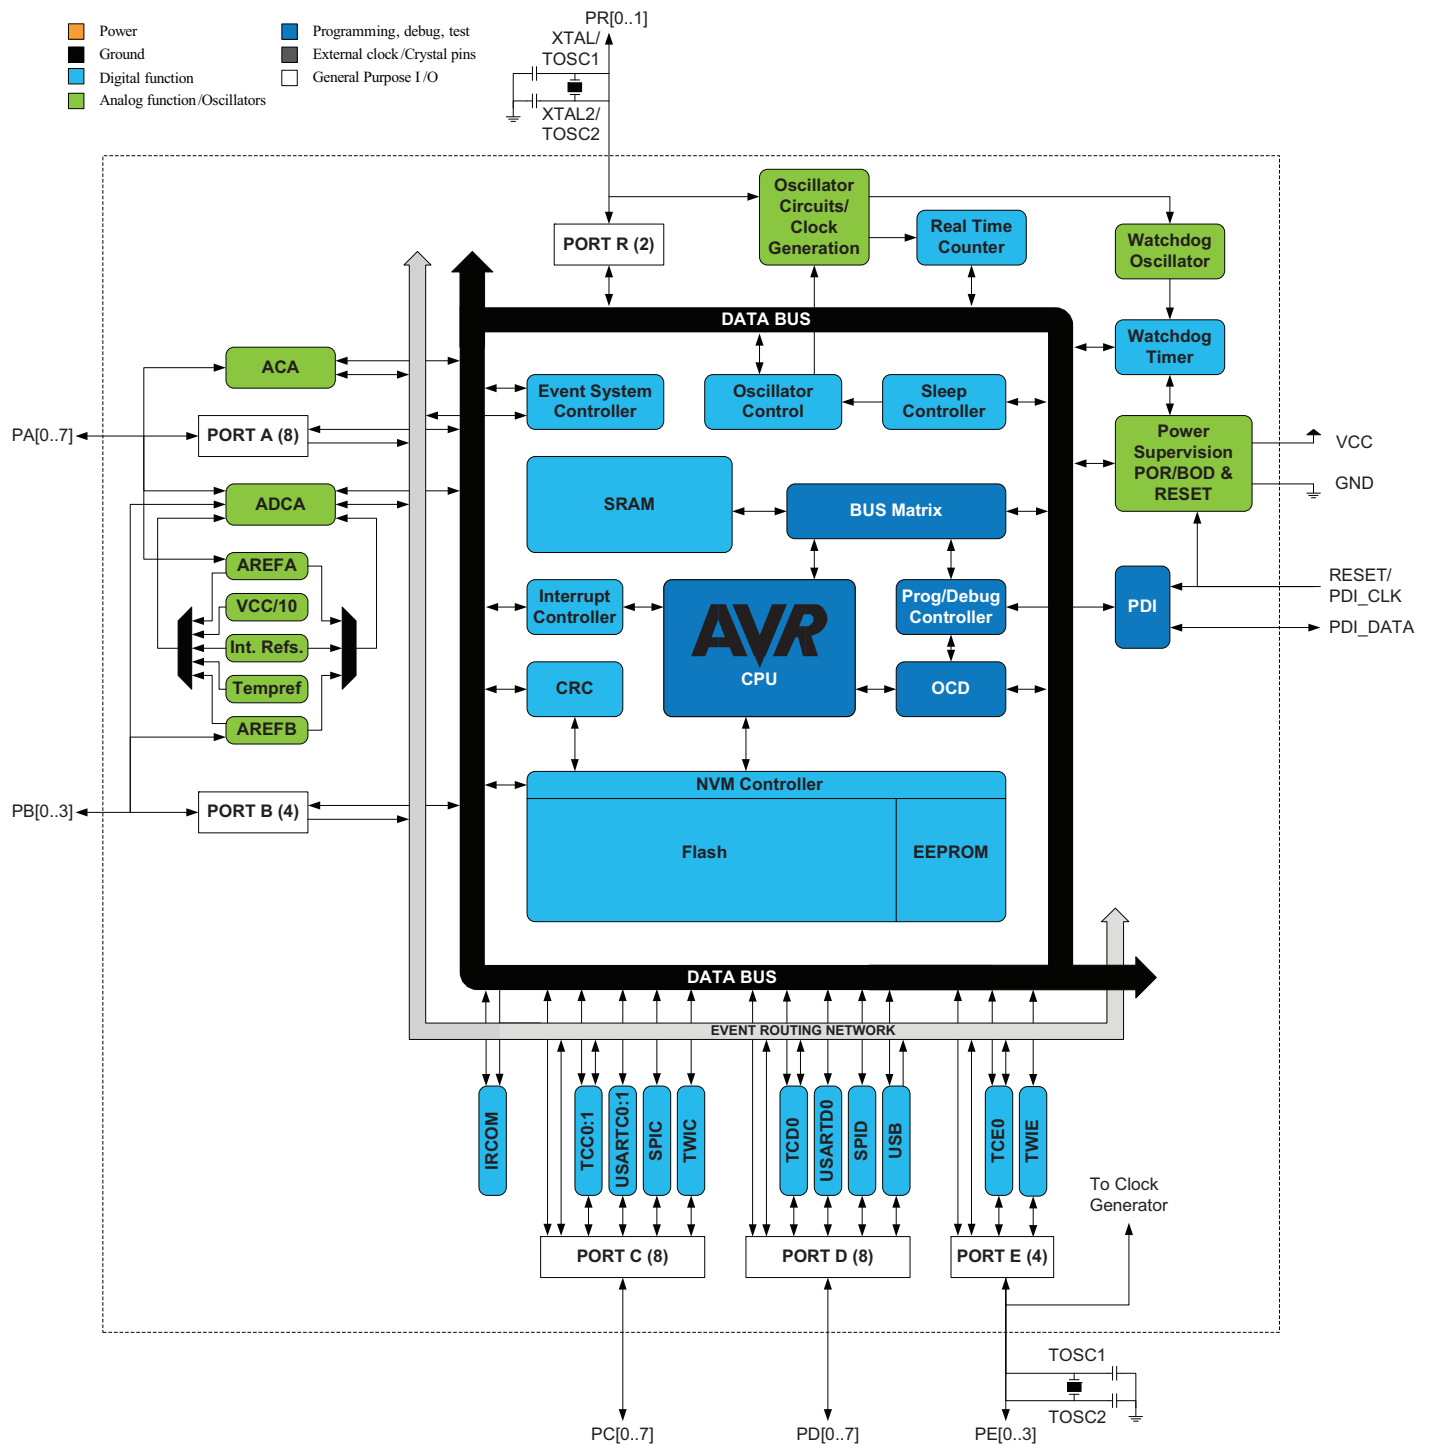 Power
Ground
Digital function
Analog function/Oscillators
Programming, debug, test
External clock/Crystal pins
General Purpose I/O
PR[0..1]
XTAL/
TOSC1
XTAL2/
TOSC2
Oscillator
Circuits/
Clock
Generation
Real Time
Counter
PORT R (2)
Watchdog
Oscillator
DATA BUS
Watchdog
Timer
ACA
Event System
Controller
Oscillator
Control
Sleep
Controller
PA[0..7]
PORT A (8)
Power
Supervision
POR/BOD &
RESET
VCC
GND
ADCA
SRAM
BUS Matrix
AREFA
VCC/10
Int. Refs.
Tempref
AREFB
Interrupt
Controller
AVR
CPU
Prog/Debug
Controller
PDI
RESET/
PDI_CLK
PDI_DATA
CRC
OCD
NVM Controller
Flash
EEPROM
PB[0..3]
PORT B (4)
DATA BUS
EVENT ROUTING NETWORK
IRCOM
TCC0:1
USARTC0:1
SPIC
TWIC
TCD0
USARTD0
SPID
USB
TCE0
TWIE
To Clock
Generator
PORT C (8)
PORT D (8)
PORT E (4)
TOSC1
TOSC2
PC[0..7]
PD[0..7]
PE[0..3]